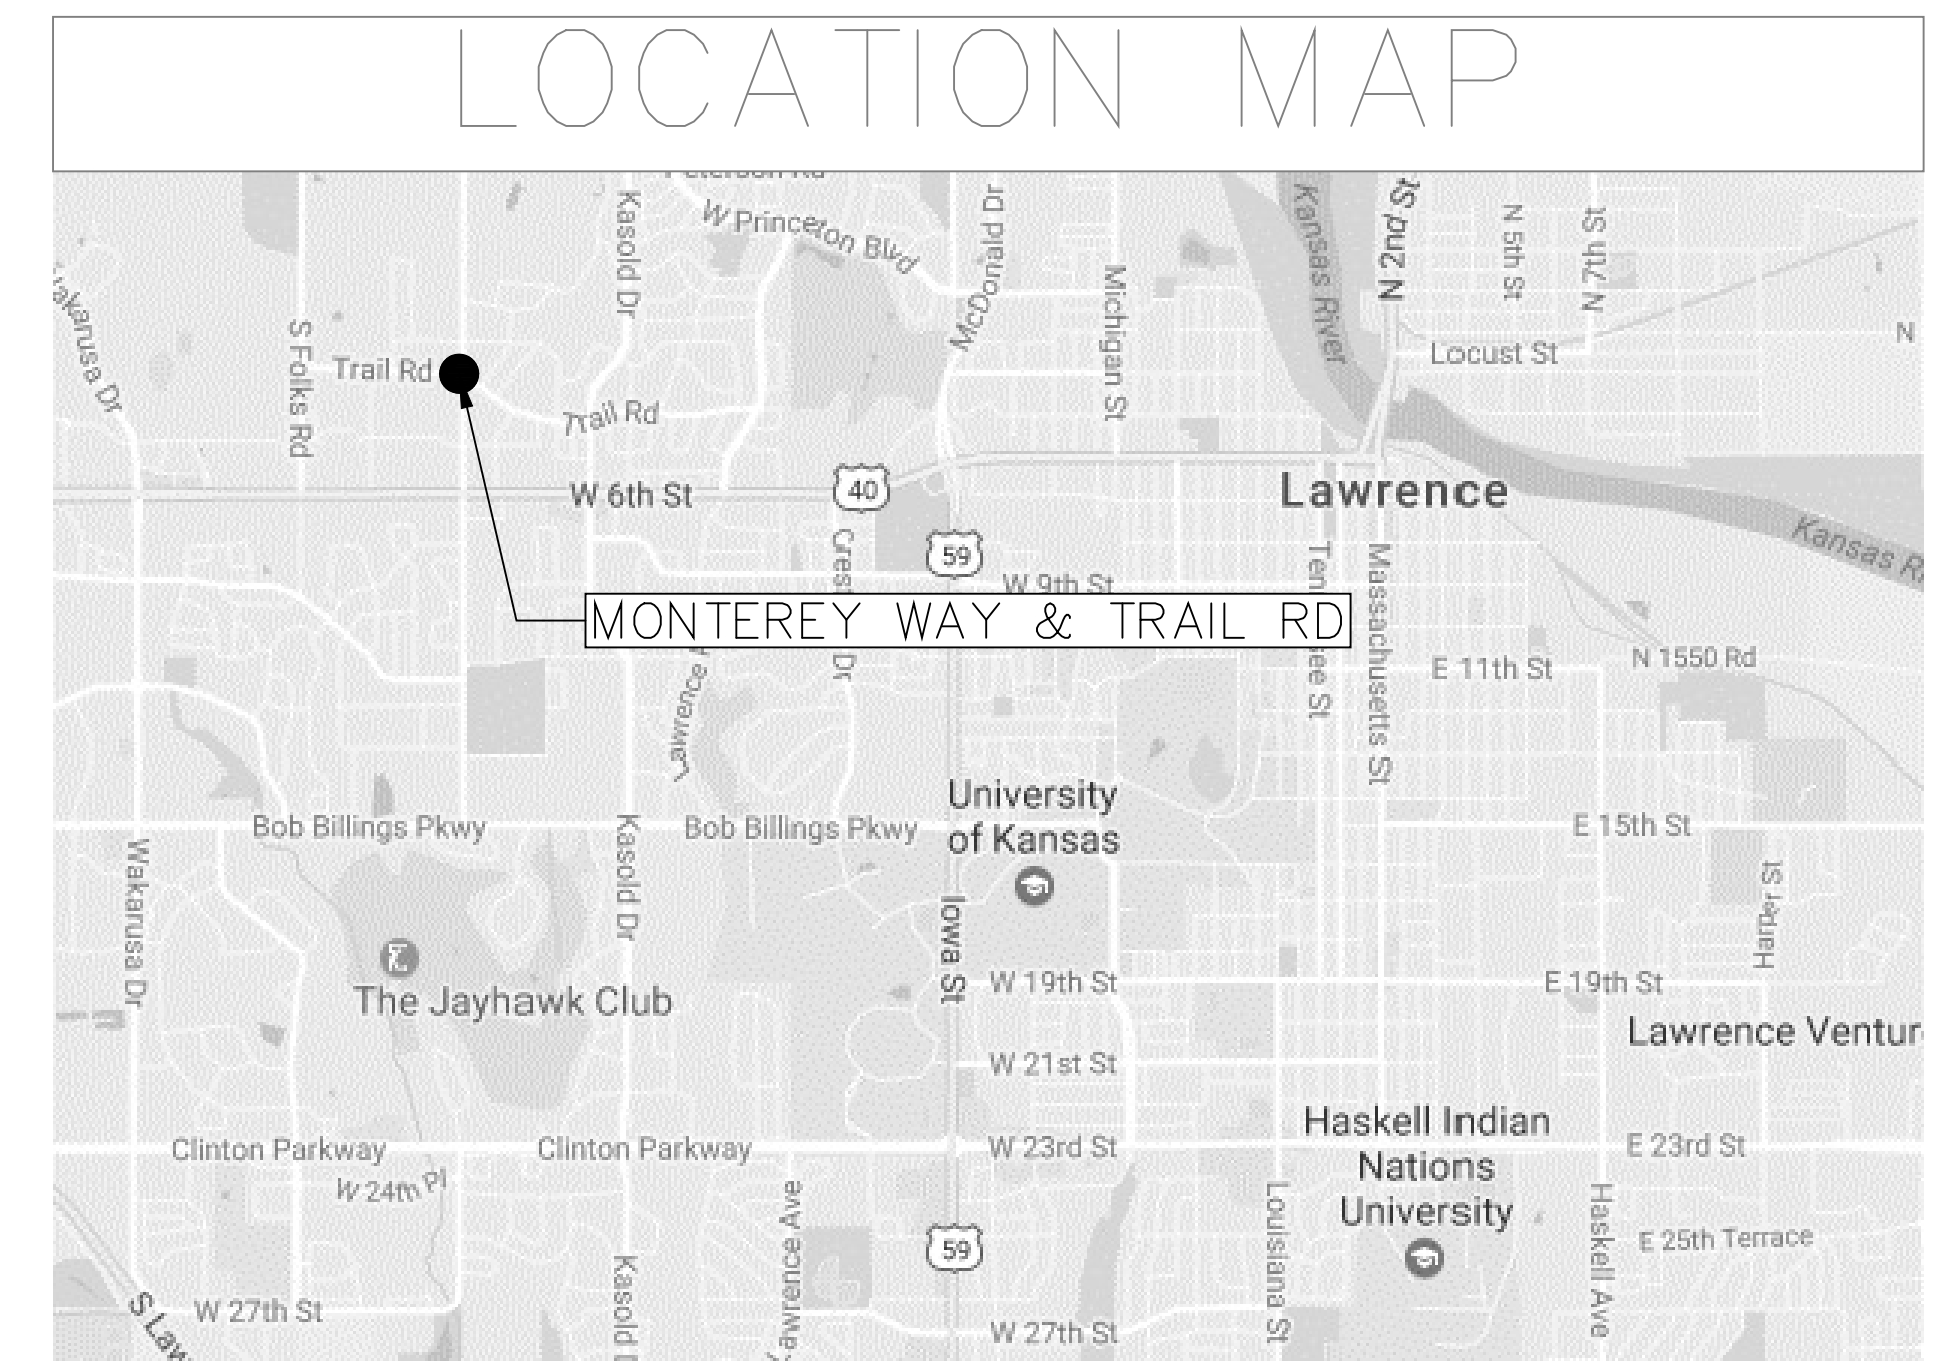 LOCATION MAP
W Princeton Blvd
Kasold Dr
McDonald Dr
Michigan St
Kansas River
N 2nd St
N 5th St
N 7th St
S Folks Rd
Trail Rd
Trail Rd
Locust St
N
W 6th St
40
Lawrence
59
W 9th St
Kansas
MONTEREY WAY & TRAIL RD
Massachusetts St
E 11th St
N 1550 Rd
Lawrence
Dr
St
University
of Kansas
Bob Billings Pkwy
Bob Billings Pkwy
E 15th St
Wakarusa Dr
Kasold Dr
Iowa St
Harper St
The Jayhawk Club
W 19th St
E 19th St
Lawrence
W 21st St
Haskell Indian
Nations
University
Clinton Parkway
Clinton Parkway
W 23rd St
E 23rd St
W 24th Pl
59
Louisiana St
Haskell Ave
E 25th Terrace
Kasold
W 27th St
W 27th St